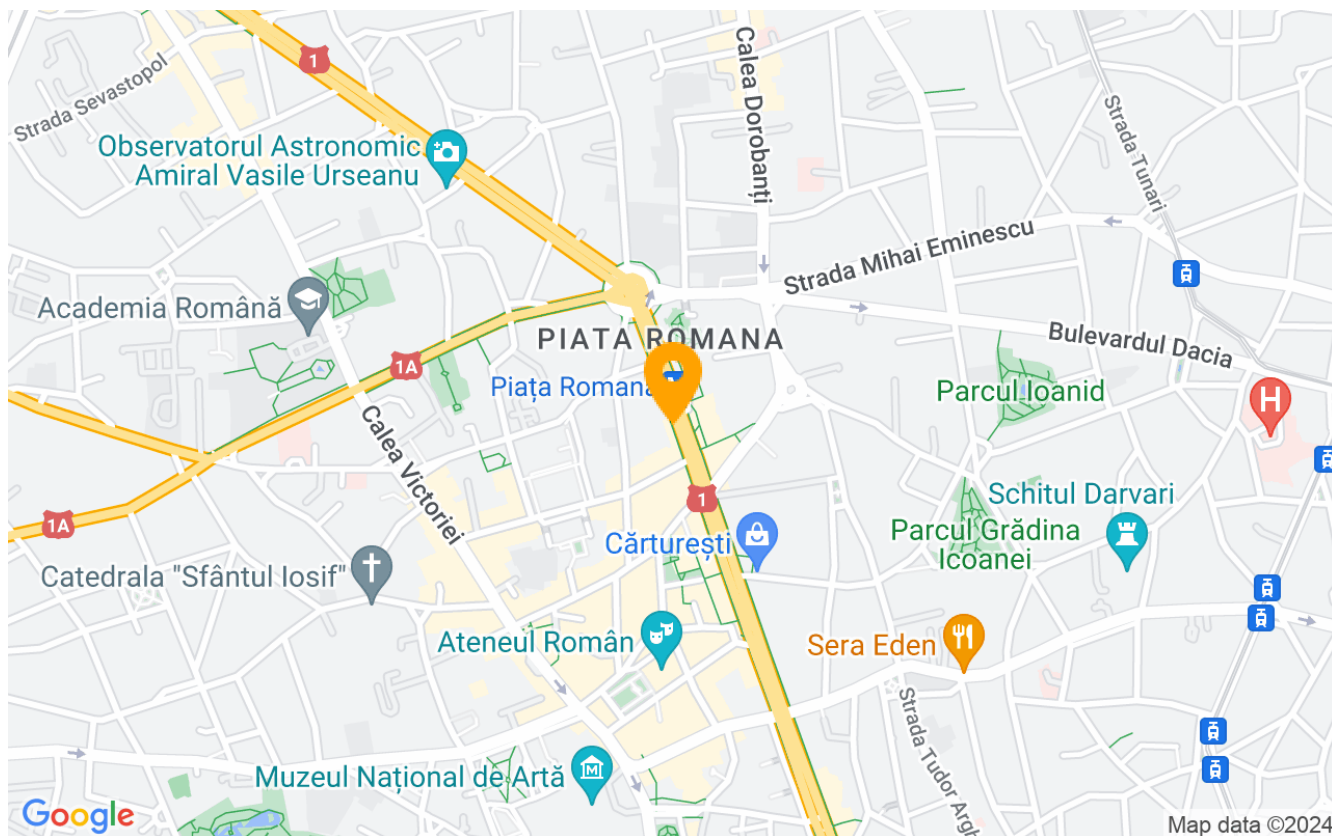 1
Strada Sevastopol
Calea Dorobanți
Strada Tunari
Observatorul Astronomic
Amiral Vasile Urseanu
Strada Mihai Eminescu
Academia Română
PIATA ROMANA
Bulevardul Dacia
1A
Piața Romana
Parcul Ioanid
H
Calea Victoriei
1
Schitul Darvari
1A
Cărturești
Parcul Grădina
Icoanei
Catedrala "Sfântul Iosif"
Ateneul Român
Sera Eden
Strada Tudor Argh
Muzeul Național de Artă
M
Google
Map data ©2024